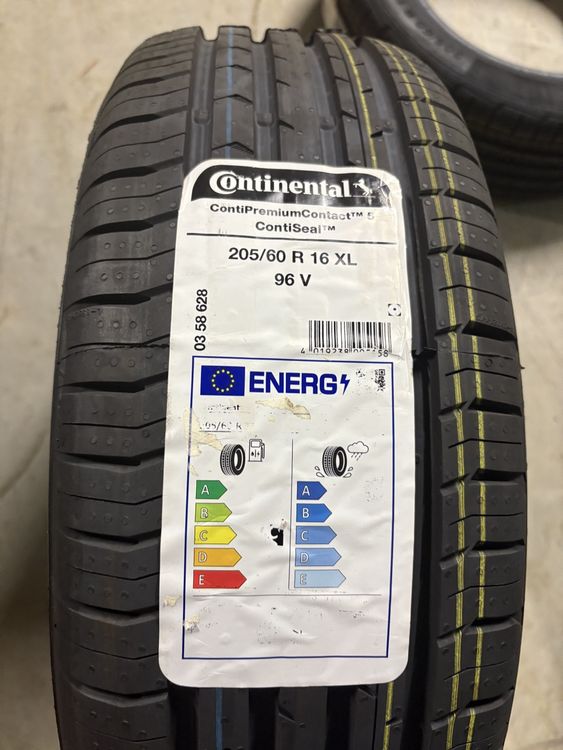 Continental
ContiPremiumContact™ 5
ContiSeal™
205/60 R 16 XL
96 V
03 58 628
ENERG
A
B
C
D
E
A
B
C
D
E